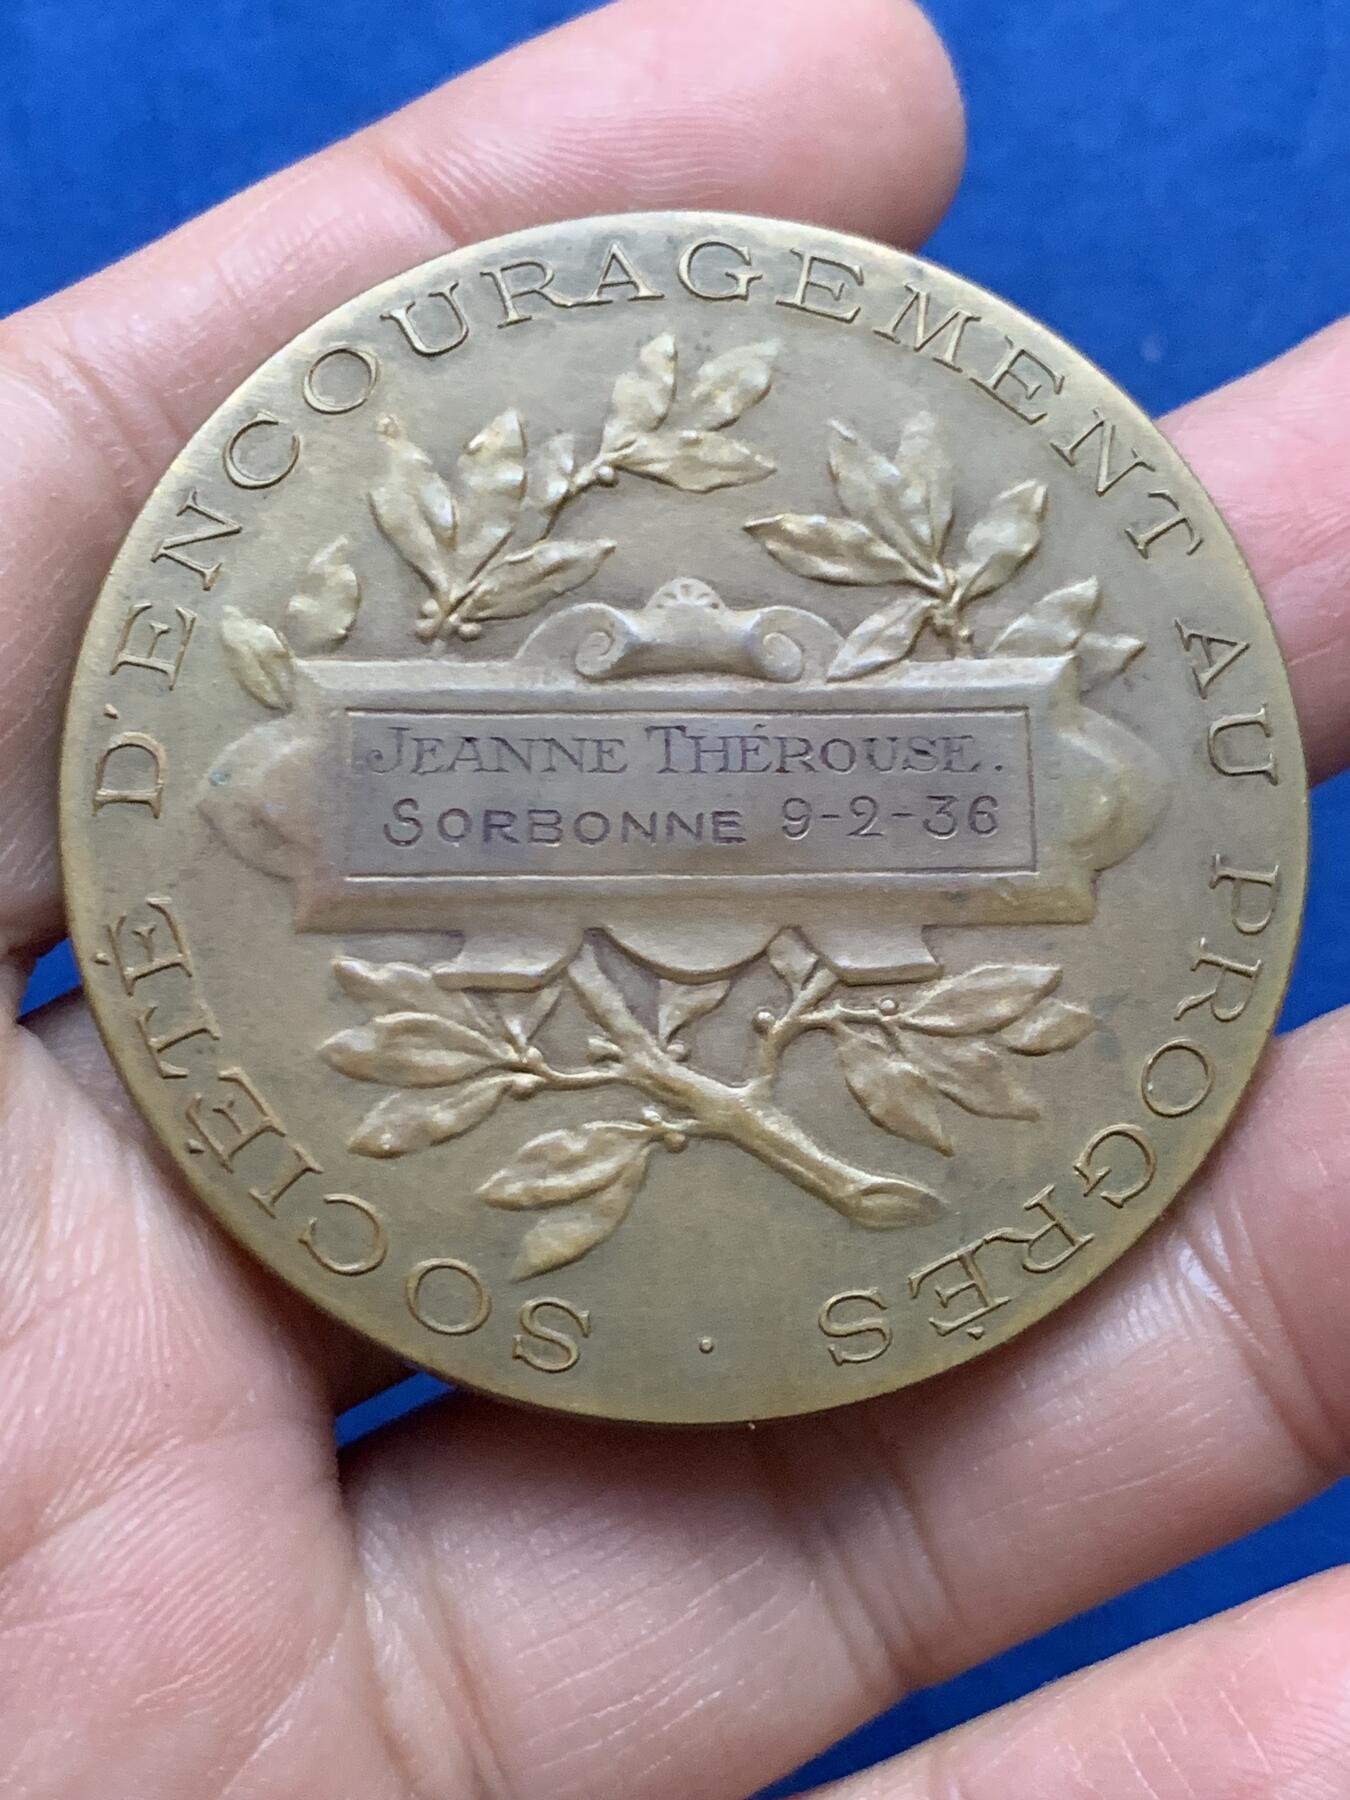 SOCIÉTÉ D'ENCOURAGEMENT AU PROGRÈS
JEANNE THÉROUSE.
SORBONNE 9-2-36